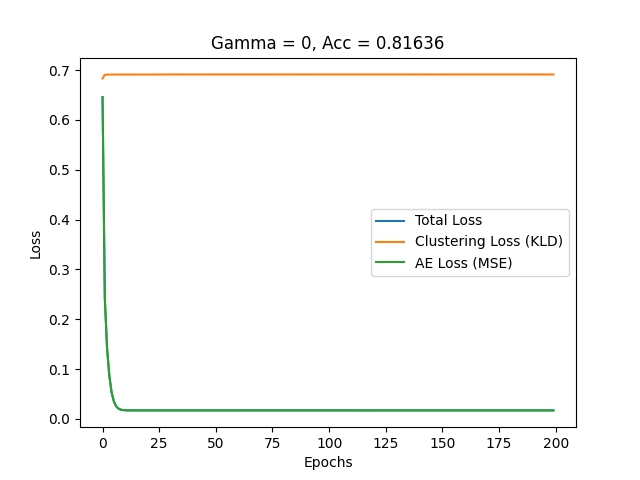 Gamma = 0, Acc = 0.81636
0.7
0.6
0.5
0.4
0.3
0.2
0.1
0.0
Loss
Total Loss
Clustering Loss (KLD)
AE Loss (MSE)
0 25 50 75 100 125 150 175 200
Epochs